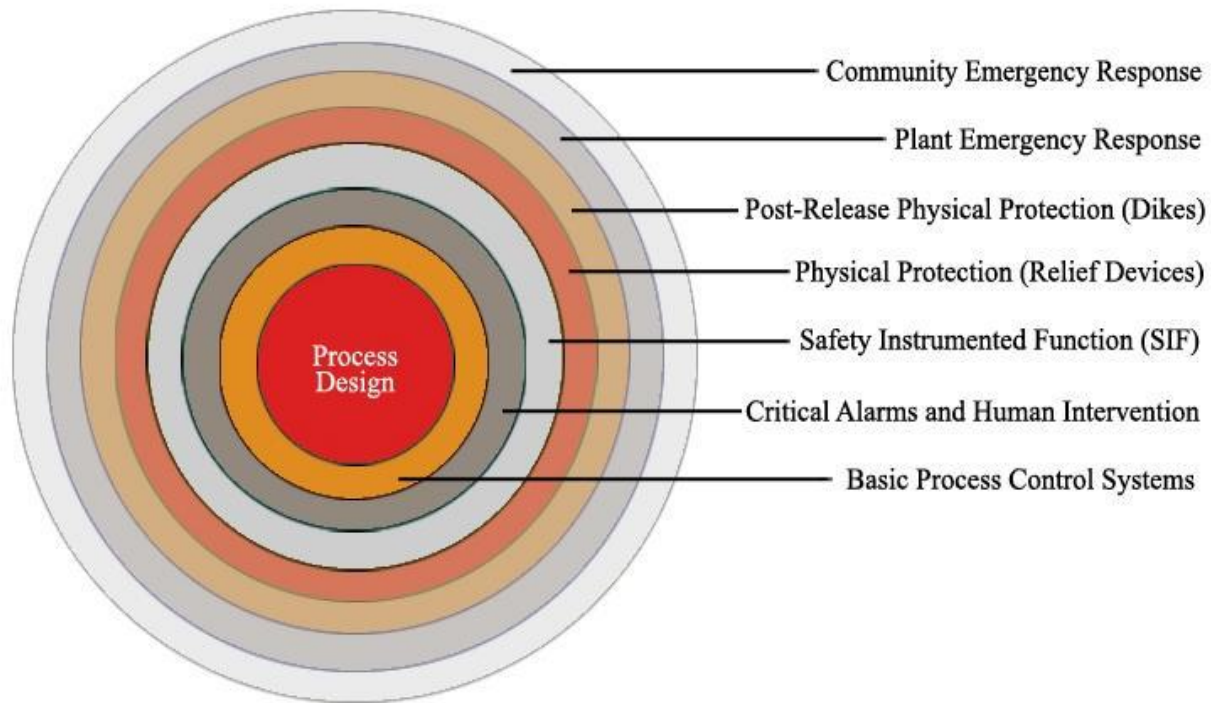 Community Emergency Response
Plant Emergency Response
Post-Release Physical Protection (Dikes)
Physical Protection (Relief Devices)
Safety Instrumented Function (SIF)
Process
Design
Critical Alarms and Human Intervention
Basic Process Control Systems